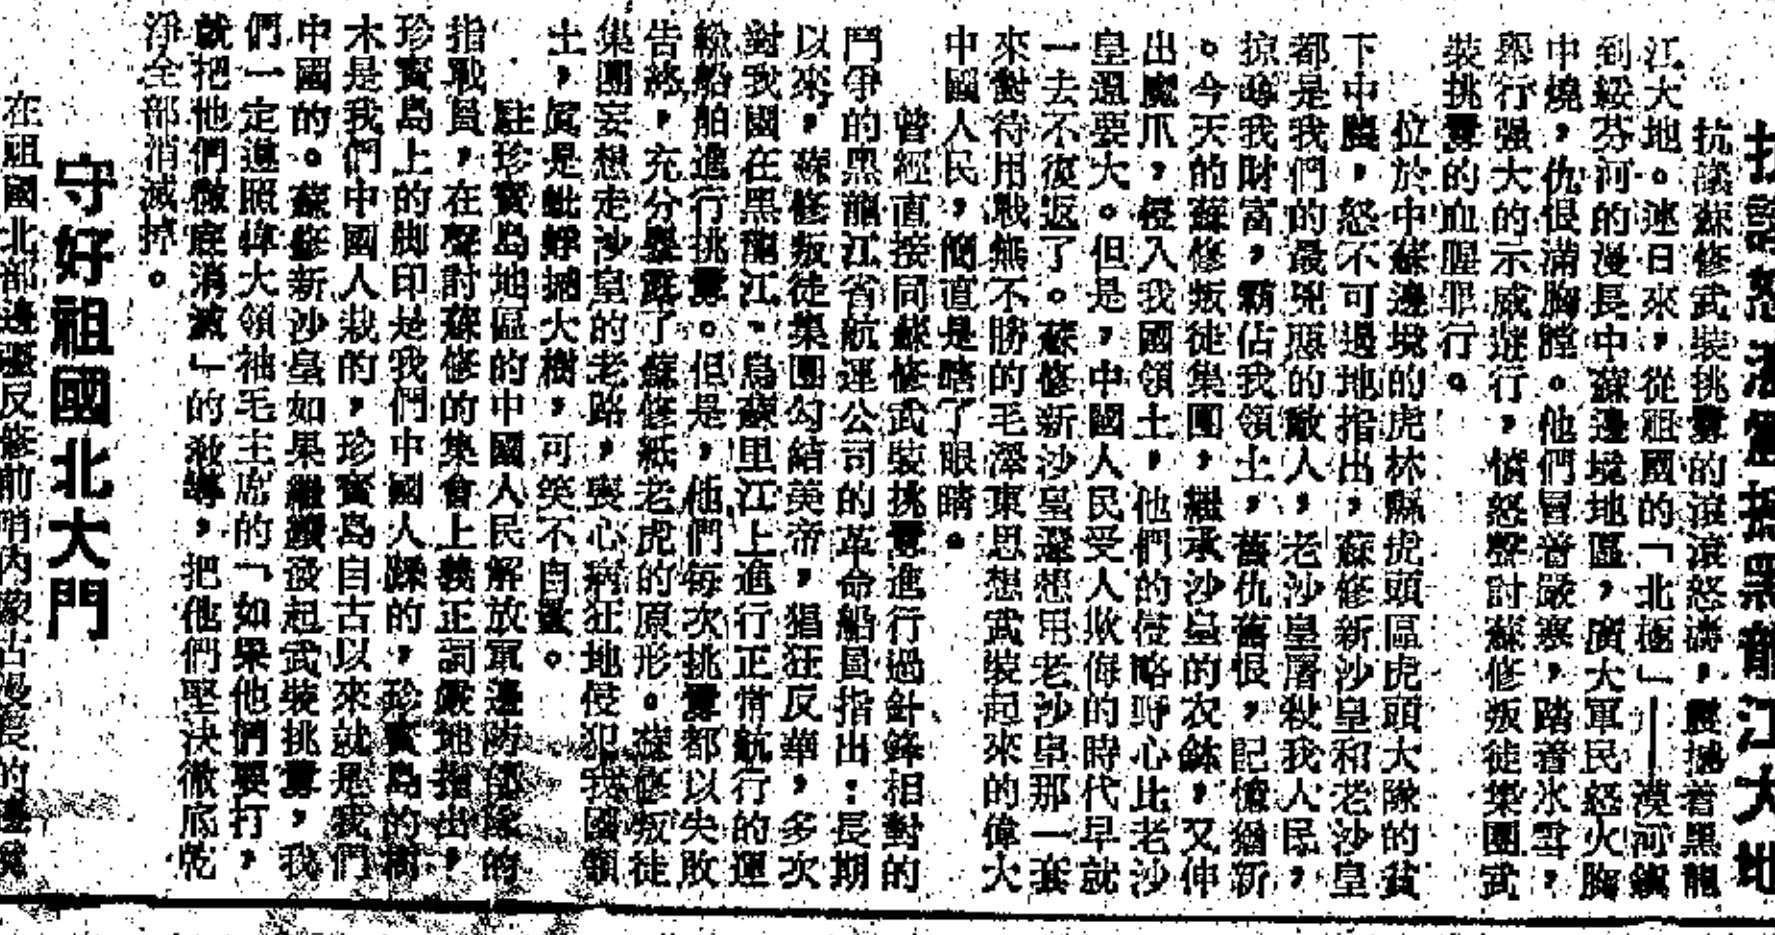 抗議怒濤震撼黑龍江大地
抗議蘇修武裝挑釁的滾滾怒濤，震撼着黑龍
江大地。連日來，從祖國的「北極」——漠河鎮
到綏芬河的漫長中蘇邊境地區，廣大軍民怒火胸
中燒，仇恨滿胸膛。他們冒着嚴寒，踏着冰雪，
舉行强大的示威遊行，憤怒聲討蘇修叛徒集團武
裝挑釁的血腥罪行。
位於中蘇邊境的虎林縣虎頭區虎頭大隊的貧
下中農，怒不可遏地指出，蘇修新沙皇和老沙皇
都是我們的最兇惡的敵人，老沙皇屠殺我人民，
掠奪我財富，霸佔我領土，舊仇舊恨，記憶猶新
。今天的蘇修叛徒集團，繼承沙皇的衣鉢，又伸
出魔爪，侵入我國領土，他們的侵略野心比老沙
皇還要大。但是，中國人民受人欺侮的時代早就
一去不復返了。蘇修新沙皇還想用老沙皇那一套
來對待用戰無不勝的毛澤東思想武裝起來的偉大
中國人民，簡直是瞎了眼睛。
曾經直接同蘇修武裝挑釁進行過針鋒相對的
鬥爭的黑龍江省航運公司的革命船員指出：長期
以來，蘇修叛徒集團勾結美帝，猖狂反華，多次
對我國在黑龍江、烏蘇里江上進行正常航行的運
輸船舶進行挑釁。但是，他們每次挑釁都以失敗
告終，充分暴露了蘇修紙老虎的原形。蘇修叛徒
集團妄想走沙皇的老路，喪心病狂地侵犯我國領
土，眞是蚍蜉撼大樹，可笑不自量。
駐珍寶島地區的中國人民解放軍邊防部隊的
指戰員，在聲討蘇修的集會上義正詞嚴地指出，
珍寶島上的脚印是我們中國人踩的，珍寶島的樹
木是我們中國人栽的，珍寶島自古以來就是我們
中國的。蘇修新沙皇如果繼續發起武裝挑釁，我
們一定遵照偉大領袖毛主席的「如果他們要打，
就把他們徹底消滅」的敎導，把他們堅決徹底乾
淨全部消滅掉。
守好祖國北大門
在祖國北部邊疆反修前哨內蒙古漫長的邊